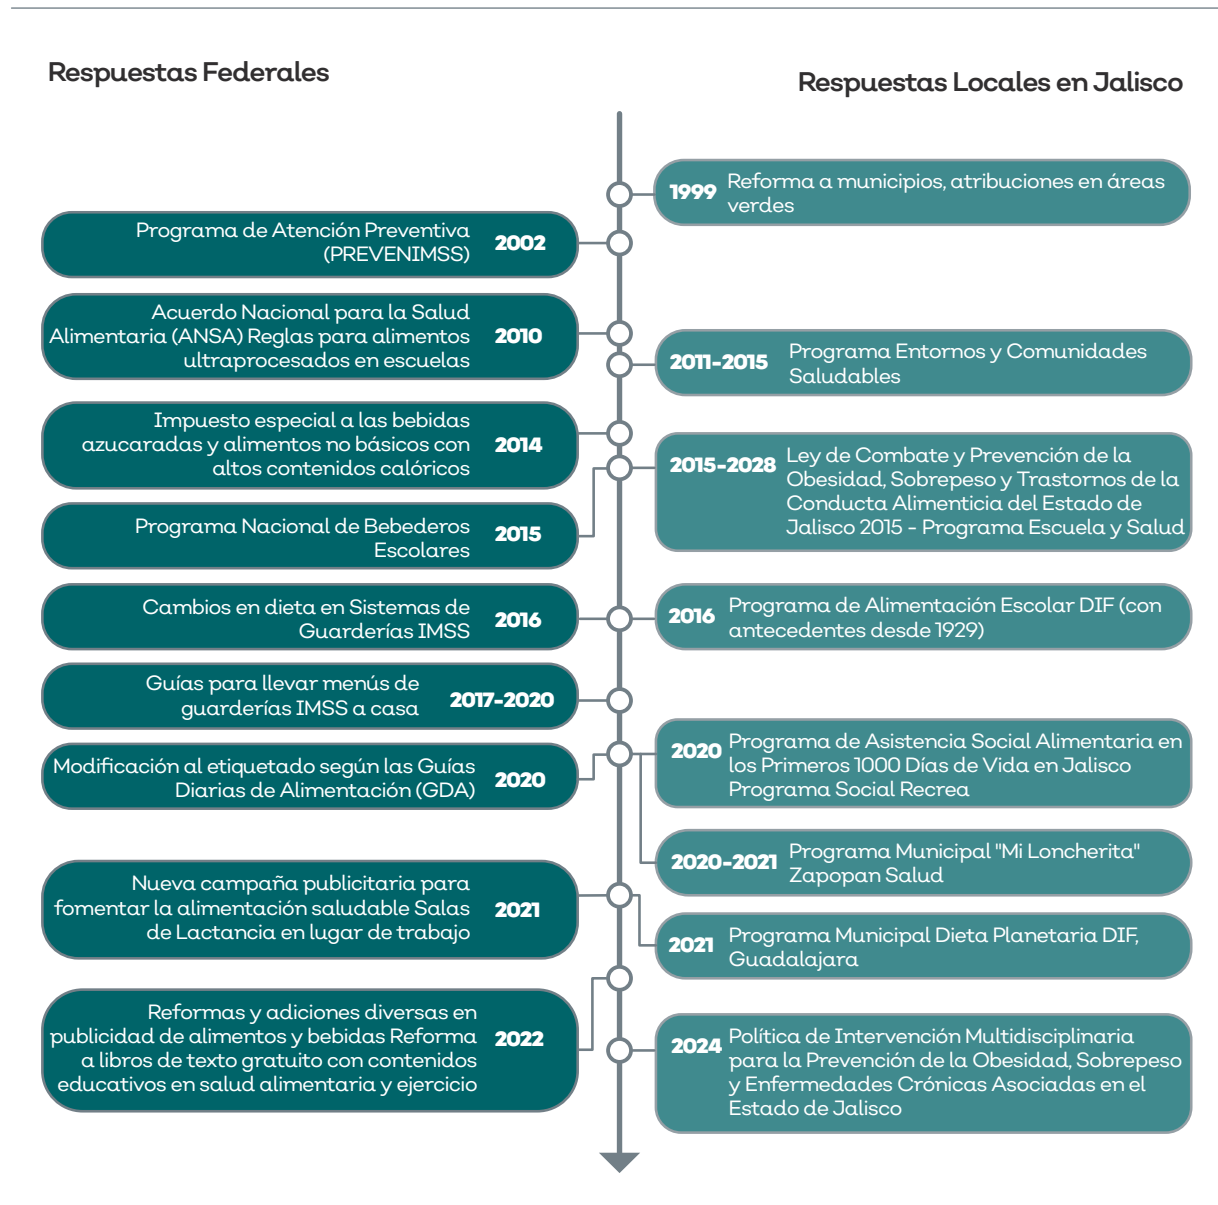 Respuestas Federales
Respuestas Locales en Jalisco
1999
Reforma a municipios, atribuciones en áreas
verdes
Programa de Atención Preventiva
(PREVENIMSS)
2002
Acuerdo Nacional para la Salud
Alimentaria (ANSA) Reglas para alimentos
ultraprocesados en escuelas
2010
2011-2015
Programa Entornos y Comunidades
Saludables
Impuesto especial a las bebidas
azucaradas y alimentos no básicos con
altos contenidos calóricos
2014
2015-2028
Ley de Combate y Prevención de la
Obesidad, Sobrepeso y Trastornos de la
Conducta Alimenticia del Estado de
Jalisco 2015 - Programa Escuela y Salud
Programa Nacional de Bebederos
Escolares
2015
Cambios en dieta en Sistemas de
Guarderías IMSS
2016
2016
Programa de Alimentación Escolar DIF (con
antecedentes desde 1929)
Guías para llevar menús de
guarderías IMSS a casa
2017-2020
Modificación al etiquetado según las Guías
Diarias de Alimentación (GDA)
2020
2020
Programa de Asistencia Social Alimentaria en
los Primeros 1000 Días de Vida en Jalisco
Programa Social Recrea
2020-2021
Programa Municipal "Mi Loncherita"
Zapopan Salud
Nueva campaña publicitaria para
fomentar la alimentación saludable Salas
de Lactancia en lugar de trabajo
2021
2021
Programa Municipal Dieta Planetaria DIF,
Guadalajara
Reformas y adiciones diversas en
publicidad de alimentos y bebidas Reforma
a libros de texto gratuito con contenidos
educativos en salud alimentaria y ejercicio
2022
2024
Política de Intervención Multidisciplinaria
para la Prevención de la Obesidad, Sobrepeso
y Enfermedades Crónicas Asociadas en el
Estado de Jalisco